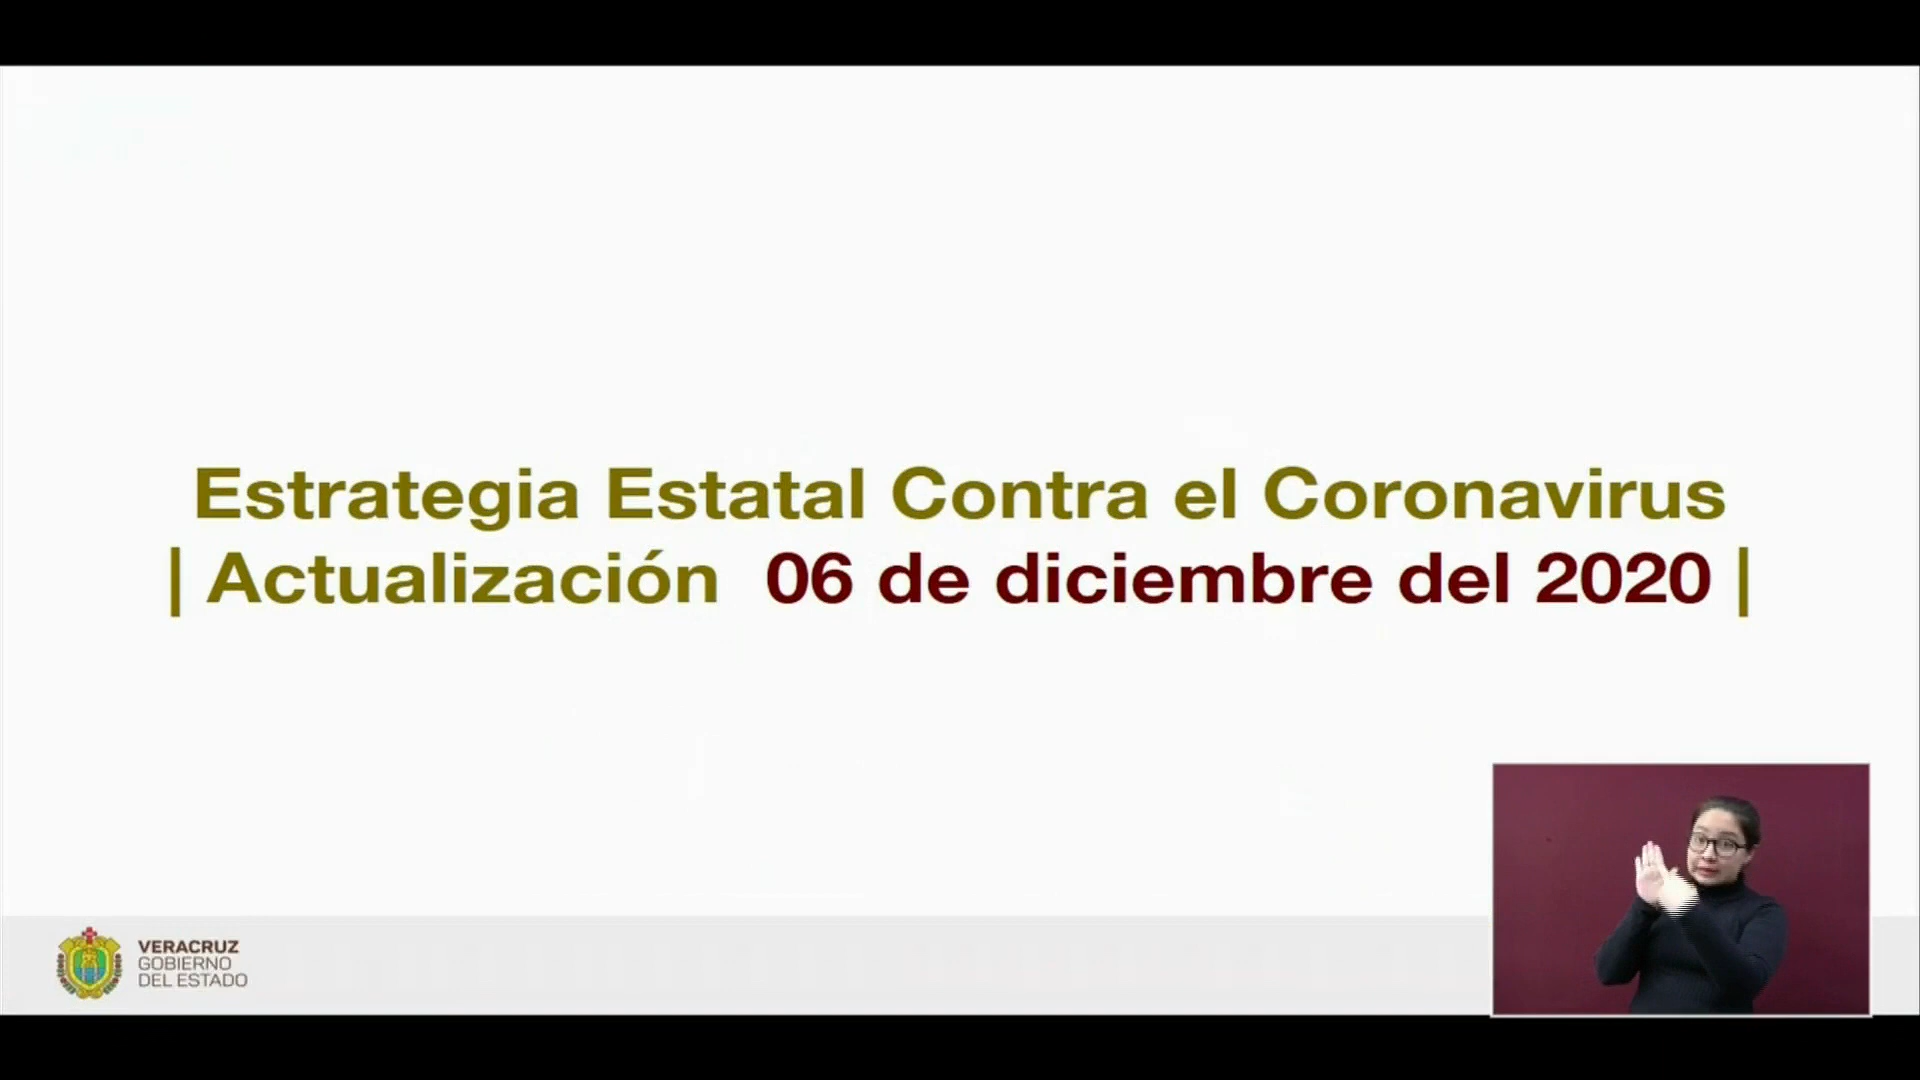 Estrategia Estatal Contra el Coronavirus
| Actualización 06 de diciembre del 2020 |
VERACRUZ
GOBIERNO
DEL ESTADO